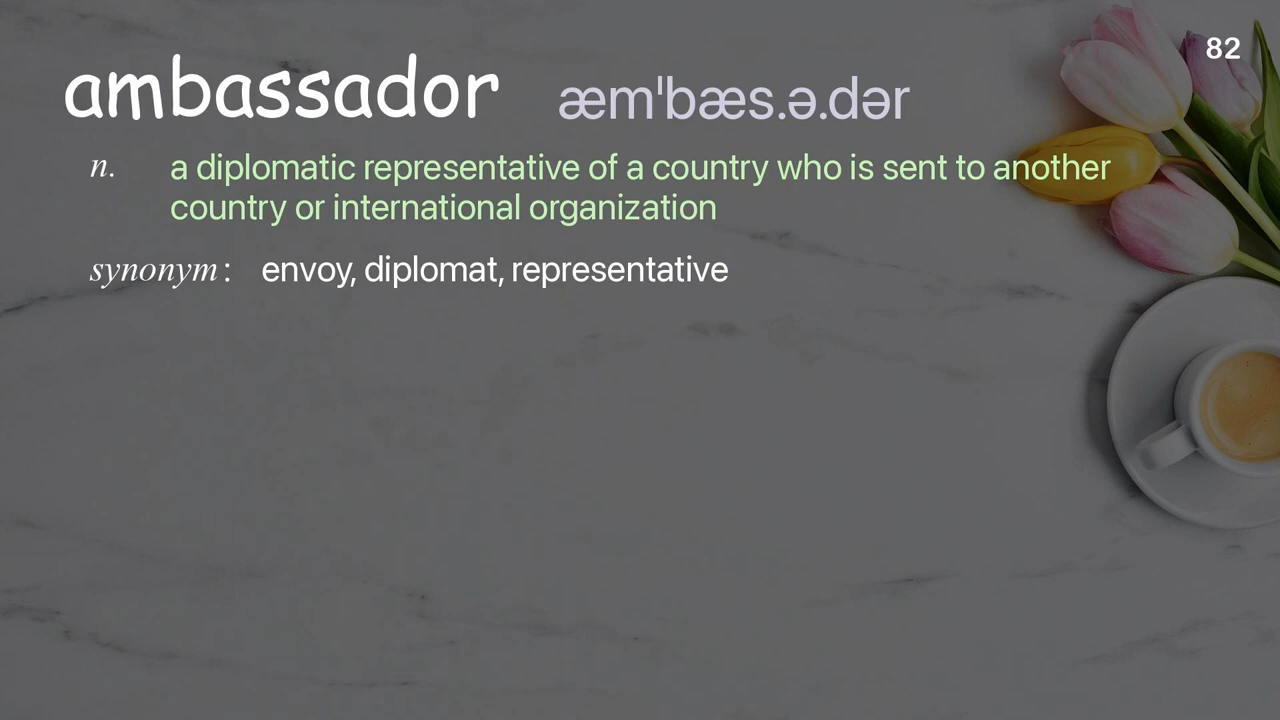 82
ambassador æm'bæs.ə.dər
n. a diplomatic representative of a country who is sent to another
country or international organization
synonym : envoy, diplomat, representative